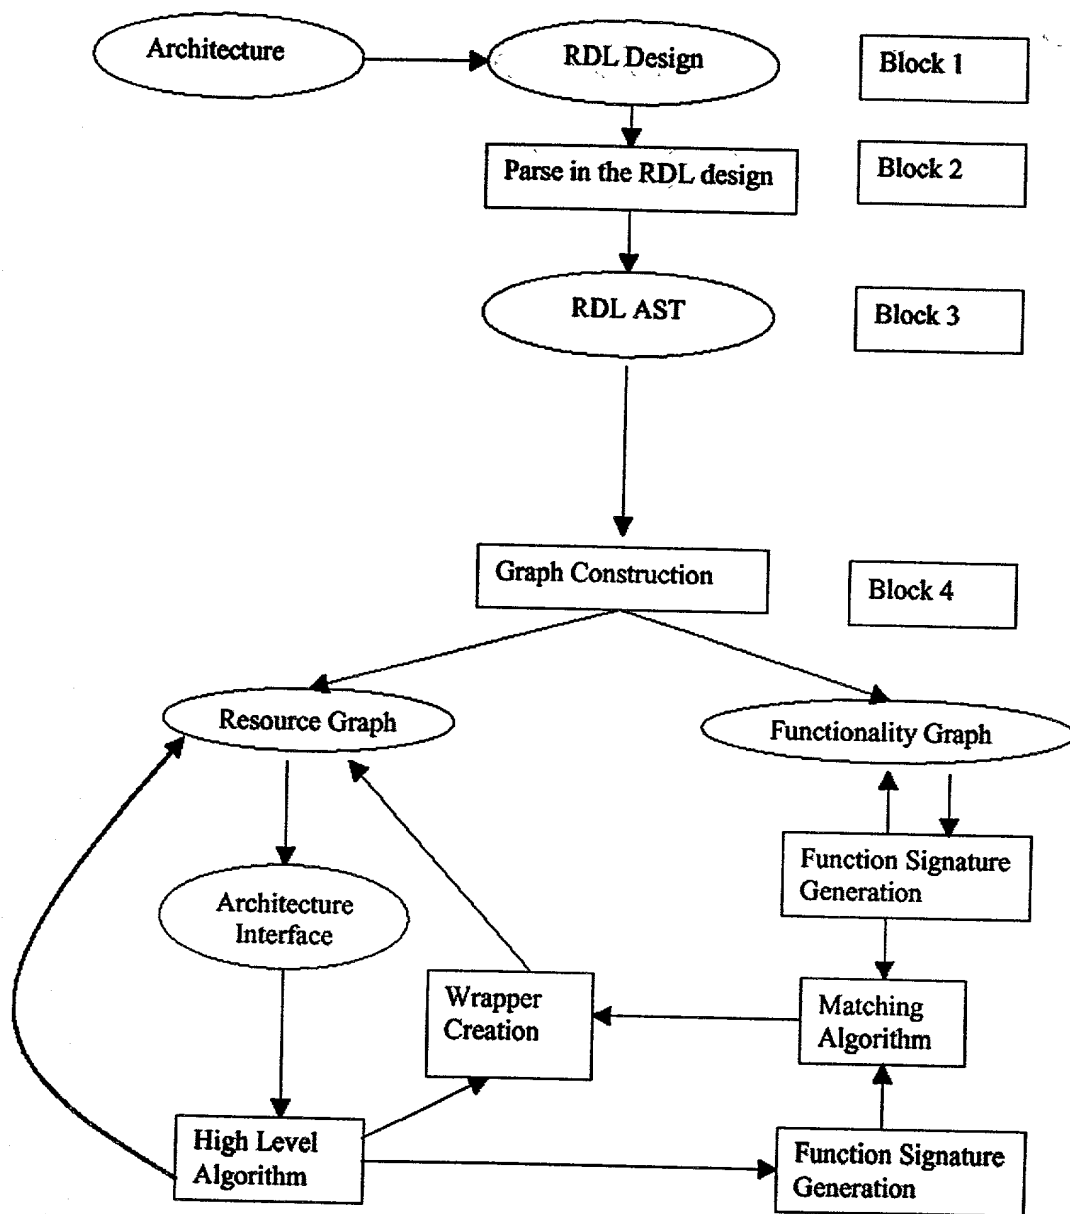 Architecture
RDL Design
Block 1
Parse in the RDL design
Block 2
RDL AST
Block 3
Graph Construction
Block 4
Resource Graph
Functionality Graph
Function Signature
Generation
Architecture
Interface
Wrapper
Creation
Matching
Algorithm
High Level
Algorithm
Function Signature
Generation